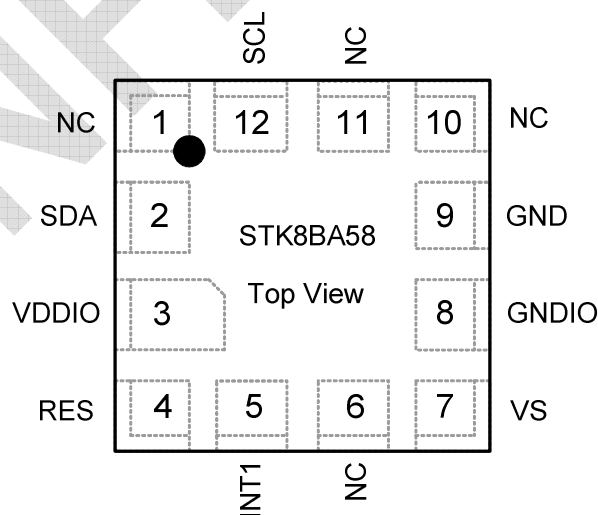 SCL
NC
NC
1
12
11
10
NC
SDA
2
STK8BA58
9
GND
VDDIO
3
Top View
8
GNDIO
RES
4
5
6
7
VS
INT1
NC